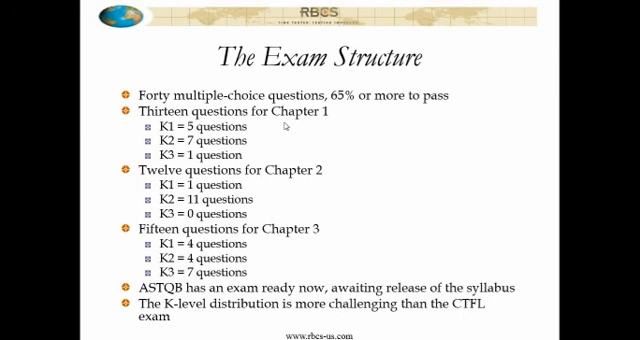 RBCS
The Exam Structure
Forty multiple-choice questions, 65% or more to pass
Thirteen questions for Chapter 1
K1 = 5 questions
K2 = 7 questions
K3 = 1 question
Twelve questions for Chapter 2
K1 = 1 question
K2 = 11 questions
K3 = 0 questions
Fifteen questions for Chapter 3
K1 = 4 questions
K2 = 4 questions
K3 = 7 questions
ASTQB has an exam ready now, awaiting release of the syllabus
The K-level distribution is more challenging than the CTFL
exam
www.rbcs-us.com